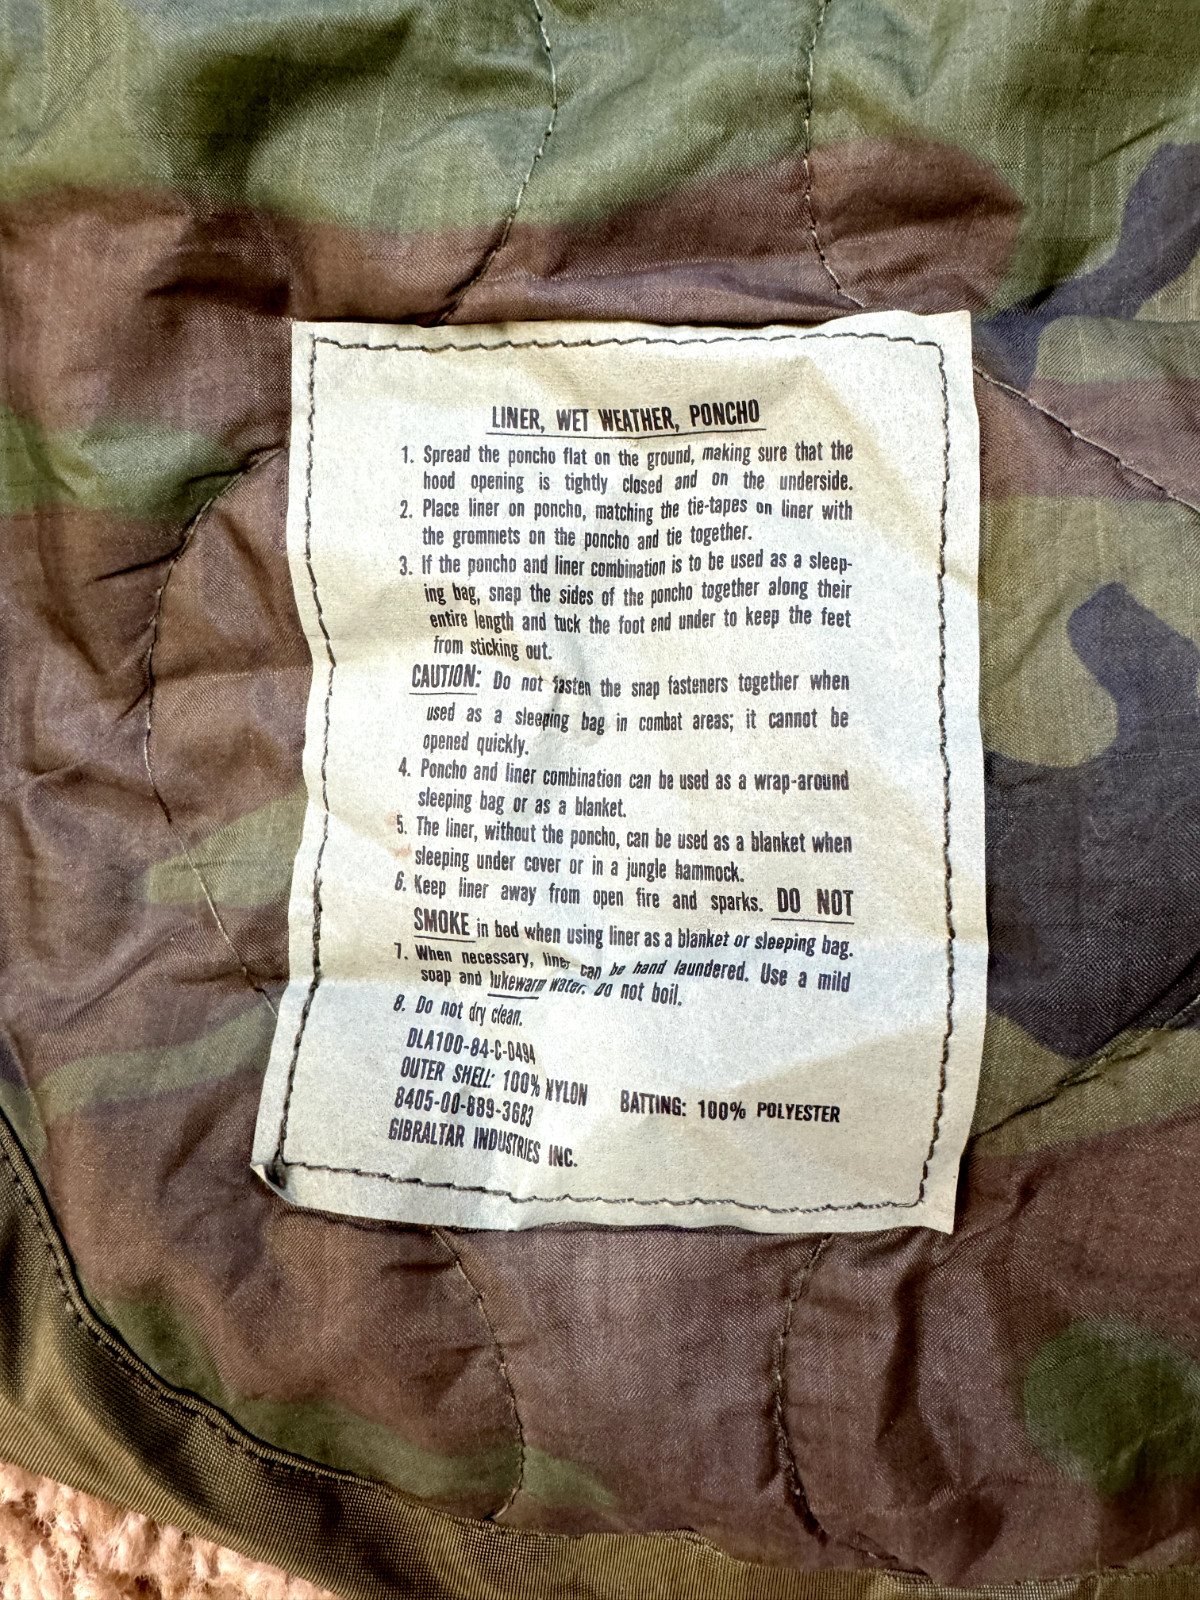 LINER, WET WEATHER, PONCHO
1. Spread the poncho flat on the ground, making sure that the
hood opening is tightly closed and on the underside.
2. Place liner on poncho, matching the tie-tapes on liner with
the grommets on the poncho and tie together.
3. If the poncho and liner combination is to be used as a sleep-
ing bag, snap the sides of the poncho together along their
entire length and tuck the foot end under to keep the feet
from sticking out.
CAUTION: Do not fasten the snap fasteners together when
used as a sleeping bag in combat areas; it cannot be
opened quickly.
4. Poncho and liner combination can be used as a wrap-around
sleeping bag or as a blanket.
5. The liner, without the poncho, can be used as a blanket when
sleeping under cover or in a jungle hammock.
6. Keep liner away from open fire and sparks. DO NOT
SMOKE in bed when using liner as a blanket or sleeping bag.
7. When necessary, liner can be hand laundered. Use a mild
soap and lukewarm water. Do not boil.
8. Do not dry clean.
DLA100-84-C-0494
OUTER SHELL: 100% NYLON BATTING: 100% POLYESTER
8405-00-889-3683
GIBRALTAR INDUSTRIES INC.